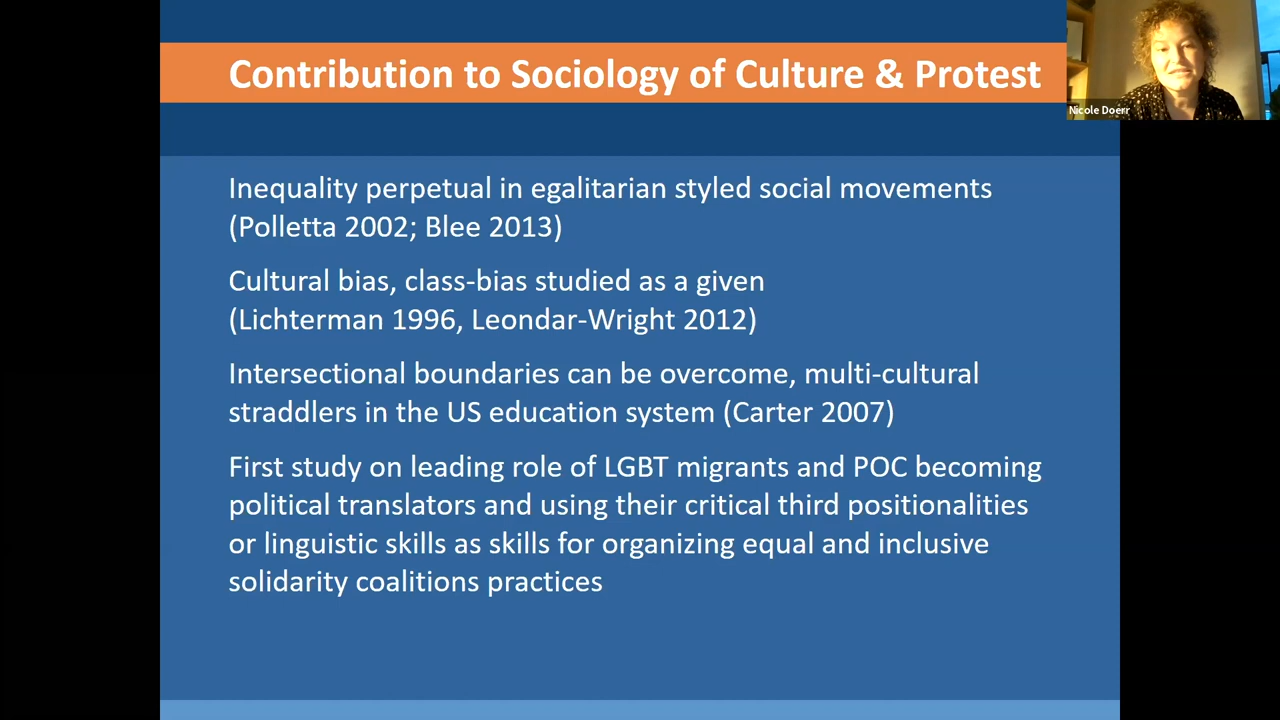 Contribution to Sociology of Culture & Protest
Nicole Doerr
Inequality perpetual in egalitarian styled social movements
(Polletta 2002; Blee 2013)
Cultural bias, class-bias studied as a given
(Lichterman 1996, Leondar-Wright 2012)
Intersectional boundaries can be overcome, multi-cultural
straddlers in the US education system (Carter 2007)
First study on leading role of LGBT migrants and POC becoming
political translators and using their critical third positionalities
or linguistic skills as skills for organizing equal and inclusive
solidarity coalitions practices